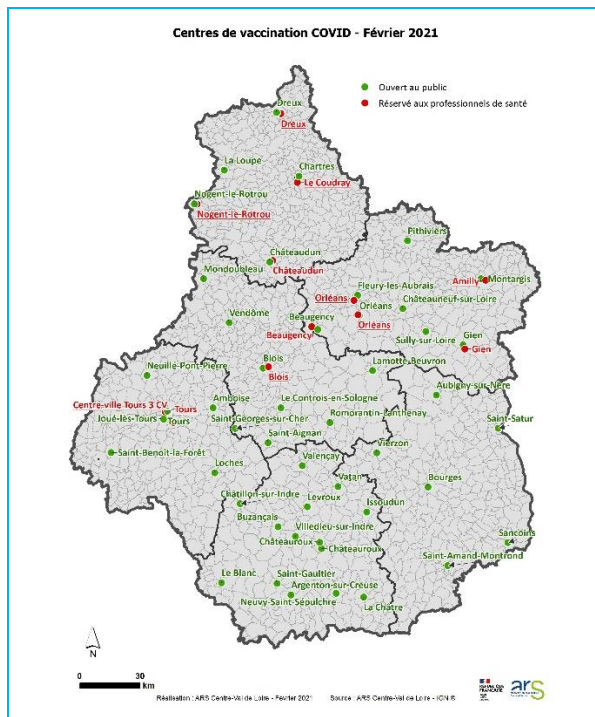 Centres de vaccination COVID - Février 2021
Ouvert au public
Réservé aux professionnels de santé
Dreux
Dreux
La Loupe
Chartres
Le Coudray
Nogent-le-Rotrou
Nogent-le-Rotrou
Pithiviers
Châteaudun
Châteaudun
Mondoubleau
Amilly
Montargis
Fleury-les-Aubrais
Orléans
Orléans
Châteauneuf-sur-Loire
Vendôme
Beaugency
Orléans
Beaugency
Sully-sur-Loire
Gien
Gien
Neuillé-Pont-Pierre
Blois
Blois
Lamotte-Beuvron
Aubigny-sur-Nère
Amboise
Le Controis-en-Sologne
Centre-ville Tours 3 CV
Tours
Joué-lès-Tours
Tours
Saint-Georges-sur-Cher
Romorantin-Lanthenay
Saint-Satur
Saint-Aignan
Saint-Benoît-la-Forêt
Vierzon
Valençay
Loches
Vatan
Bourges
Châtillon-sur-Indre
Levroux
Issoudun
Buzançais
Villedieu-sur-Indre
Châteauroux
Châteauroux
Sancoins
Saint-Amand-Montrond
Le Blanc
Saint-Gaultier
Argenton-sur-Creuse
Neuvy-Saint-Sépulchre
La Châtre
N
0 30
km
Réalisation : ARS Centre-Val de Loire - Février 2021 Source : ARS Centre-Val de Loire - IGN ©
RÉPUBLIQUE
FRANÇAISE
ars